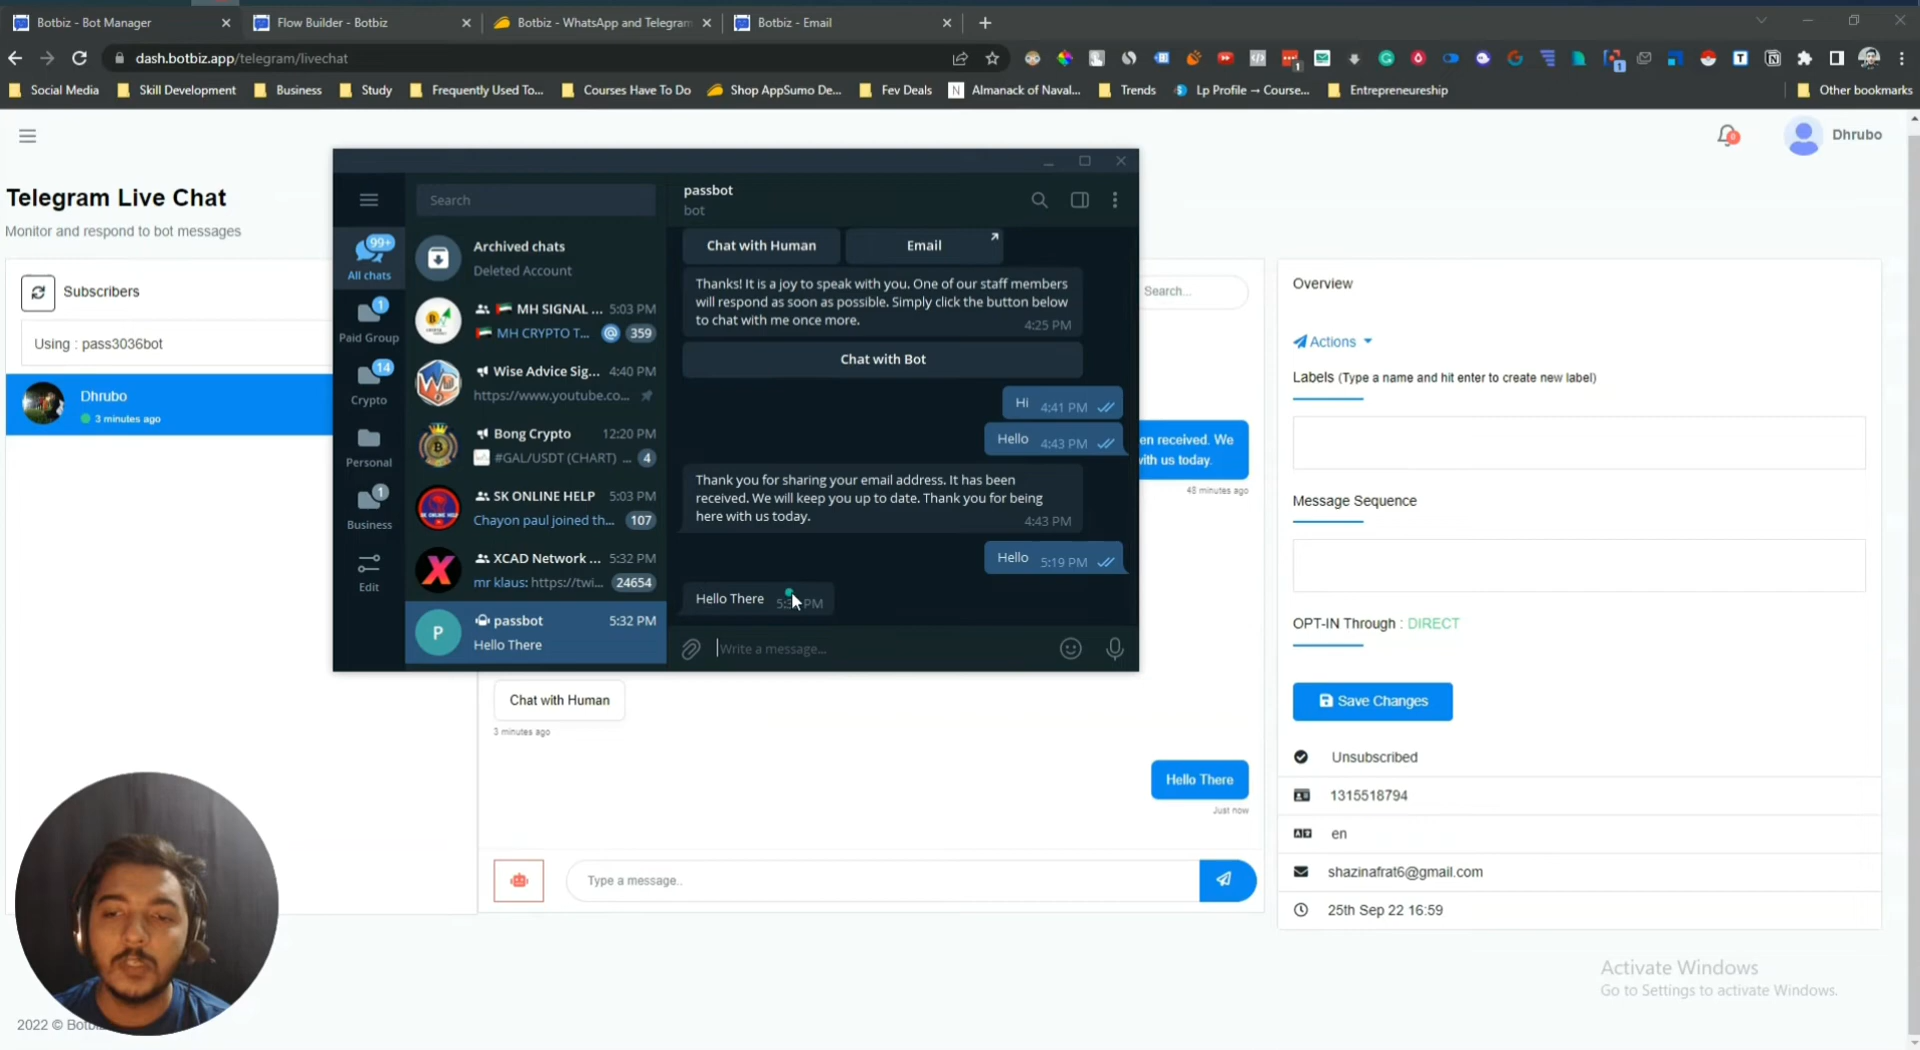 Botbiz - Bot Manager
Flow Builder - Botbiz
Botbiz - WhatsApp and Telegram
Botbiz - Email
dash.botbiz.app/telegram/livechat
Social Media
Skill Development
Business
Study
Frequently Used To...
Courses Have To Do
Shop AppSumo De...
Fev Deals
Almanack of Naval...
Trends
Lp Profile → Course...
Entrepreneurship
Other bookmarks
Dhrubo
Telegram Live Chat
Monitor and respond to bot messages
Subscribers
Using : pass3036bot
Dhrubo
3 minutes ago
99+
All chats
1
Paid Group
14
Crypto
Personal
1
Business
Edit
Search
Archived chats
Deleted Account
MH SIGNAL ... 5:03 PM
MH CRYPTO T... @ 359
Wise Advice Sig... 4:40 PM
https://www.youtube.co...
Bong Crypto 12:20 PM
#GAL/USDT (CHART) ... 4
SK ONLINE HELP 5:03 PM
Chayon paul joined th... 107
XCAD Network ... 5:32 PM
mr klaus: https://twi... 24654
P
passbot 5:32 PM
Hello There
passbot
bot
Chat with Human
Email
Thanks! It is a joy to speak with you. One of our staff members
will respond as soon as possible. Simply click the button below
to chat with me once more.
4:25 PM
Chat with Bot
Hi 4:41 PM
Hello 4:43 PM
Thank you for sharing your email address. It has been
received. We will keep you up to date. Thank you for being
here with us today.
4:43 PM
Hello 5:19 PM
Hello There
PM
Write a message...
Search...
en received. We
with us today.
48 minutes ago
Chat with Human
3 minutes ago
Hello There
Just now
Type a message..
Overview
Actions
Labels (Type a name and hit enter to create new label)
Message Sequence
OPT-IN Through : DIRECT
Save Changes
Unsubscribed
1315518794
en
shazinafrat6@gmail.com
25th Sep 22 16:59
Activate Windows
Go to Settings to activate Windows.
2022 ©